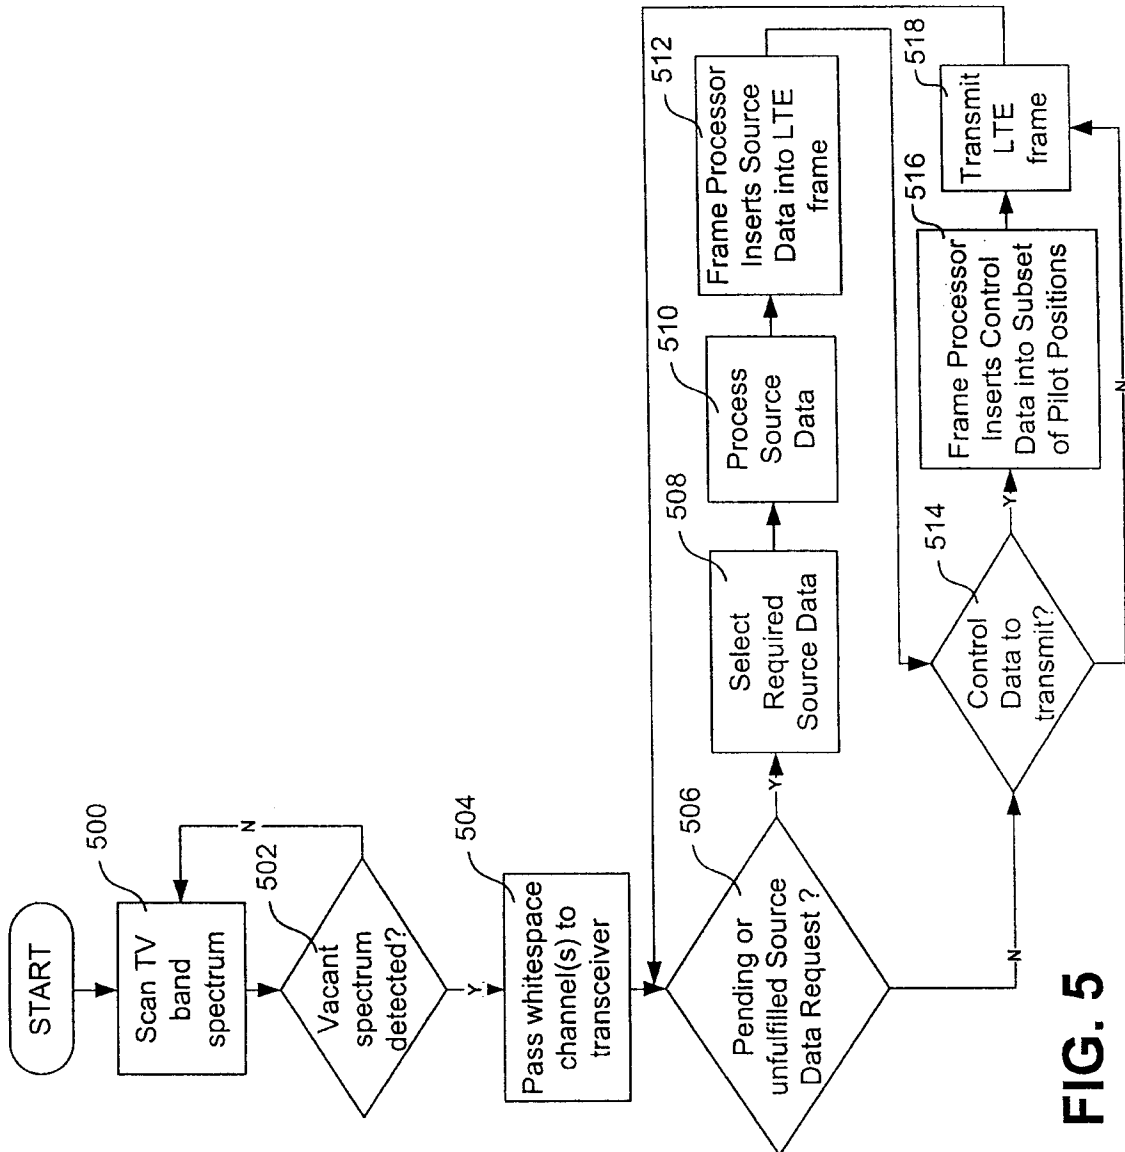 START
500
Scan TV
band
spectrum
502
Vacant
spectrum
detected?
N
Y
504
Pass whitespace
channel(s) to
transceiver
506
Pending or
unfulfilled Source
Data Request ?
Y
N
508
Select
Required
Source Data
510
Process
Source
Data
512
Frame Processor
Inserts Source
Data into LTE
frame
514
Control
Data to
transmit?
Y
N
516
Frame Processor
Inserts Control
Data into Subset
of Pilot Positions
518
Transmit
LTE
frame
FIG. 5